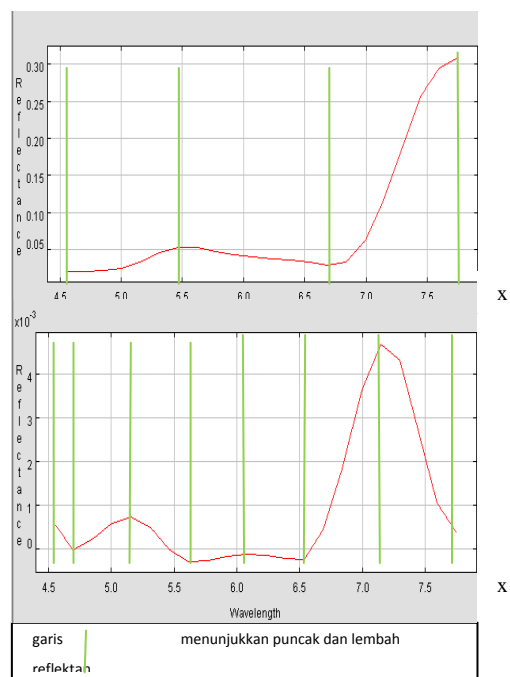 Reflectance
0.30
0.25
0.20
0.15
0.10
0.05
4.5 5.0 5.5 6.0 6.5 7.0 7.5
x
x10-3
Reflectance
4
3
2
1
0
4.5 5.0 5.5 6.0 6.5 7.0 7.5
x
Wavelength
garis menunjukkan puncak dan lembah
reflektan